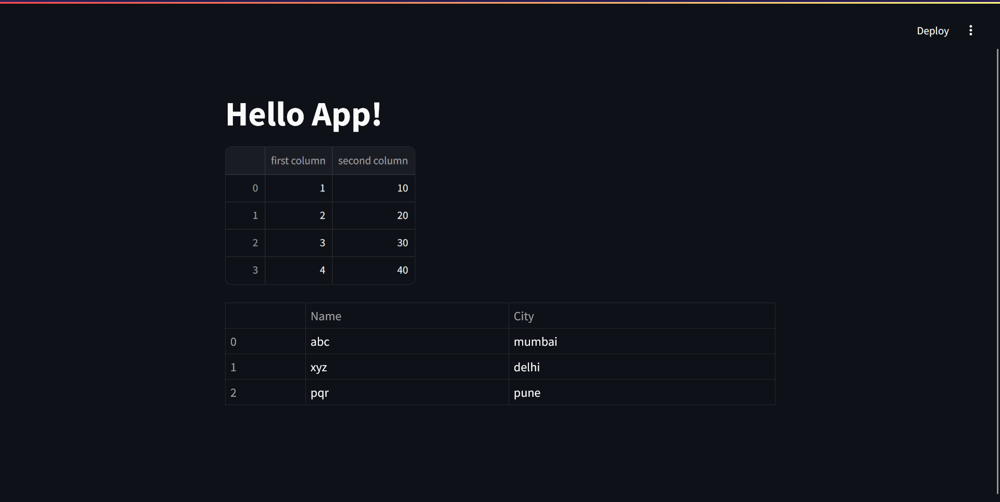 Deploy
Hello App!
first column second column
0 1 10
1 2 20
2 3 30
3 4 40
Name City
0 abc mumbai
1 xyz delhi
2 pqr pune